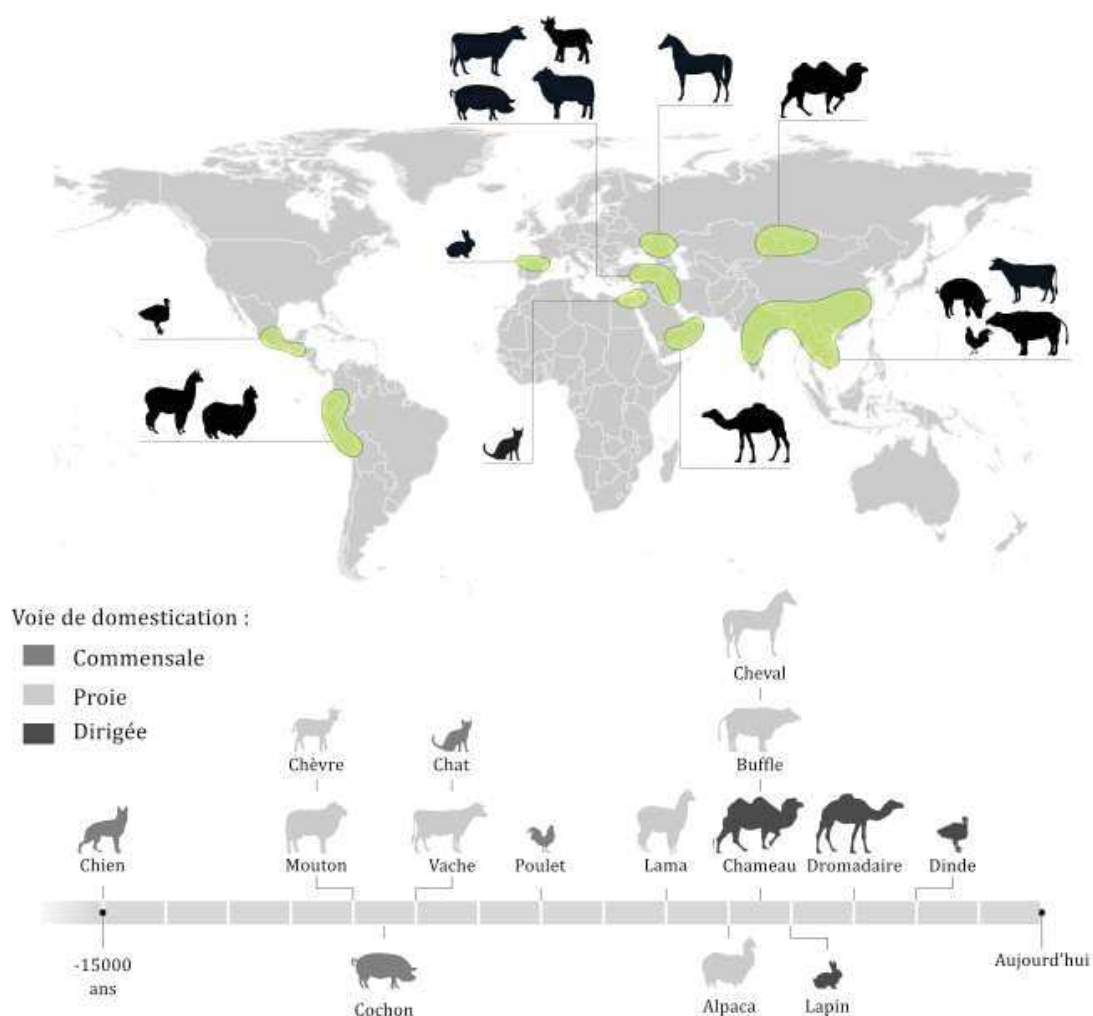 Voie de domestication :
Commensale
Proie
Dirigée
Cheval
Chèvre
Chat
Buffle
Chien
Mouton
Vache
Poulet
Lama
Chameau
Dromadaire
Dinde
-15000
ans
Aujourd'hui
Cochon
Alpaca
Lapin